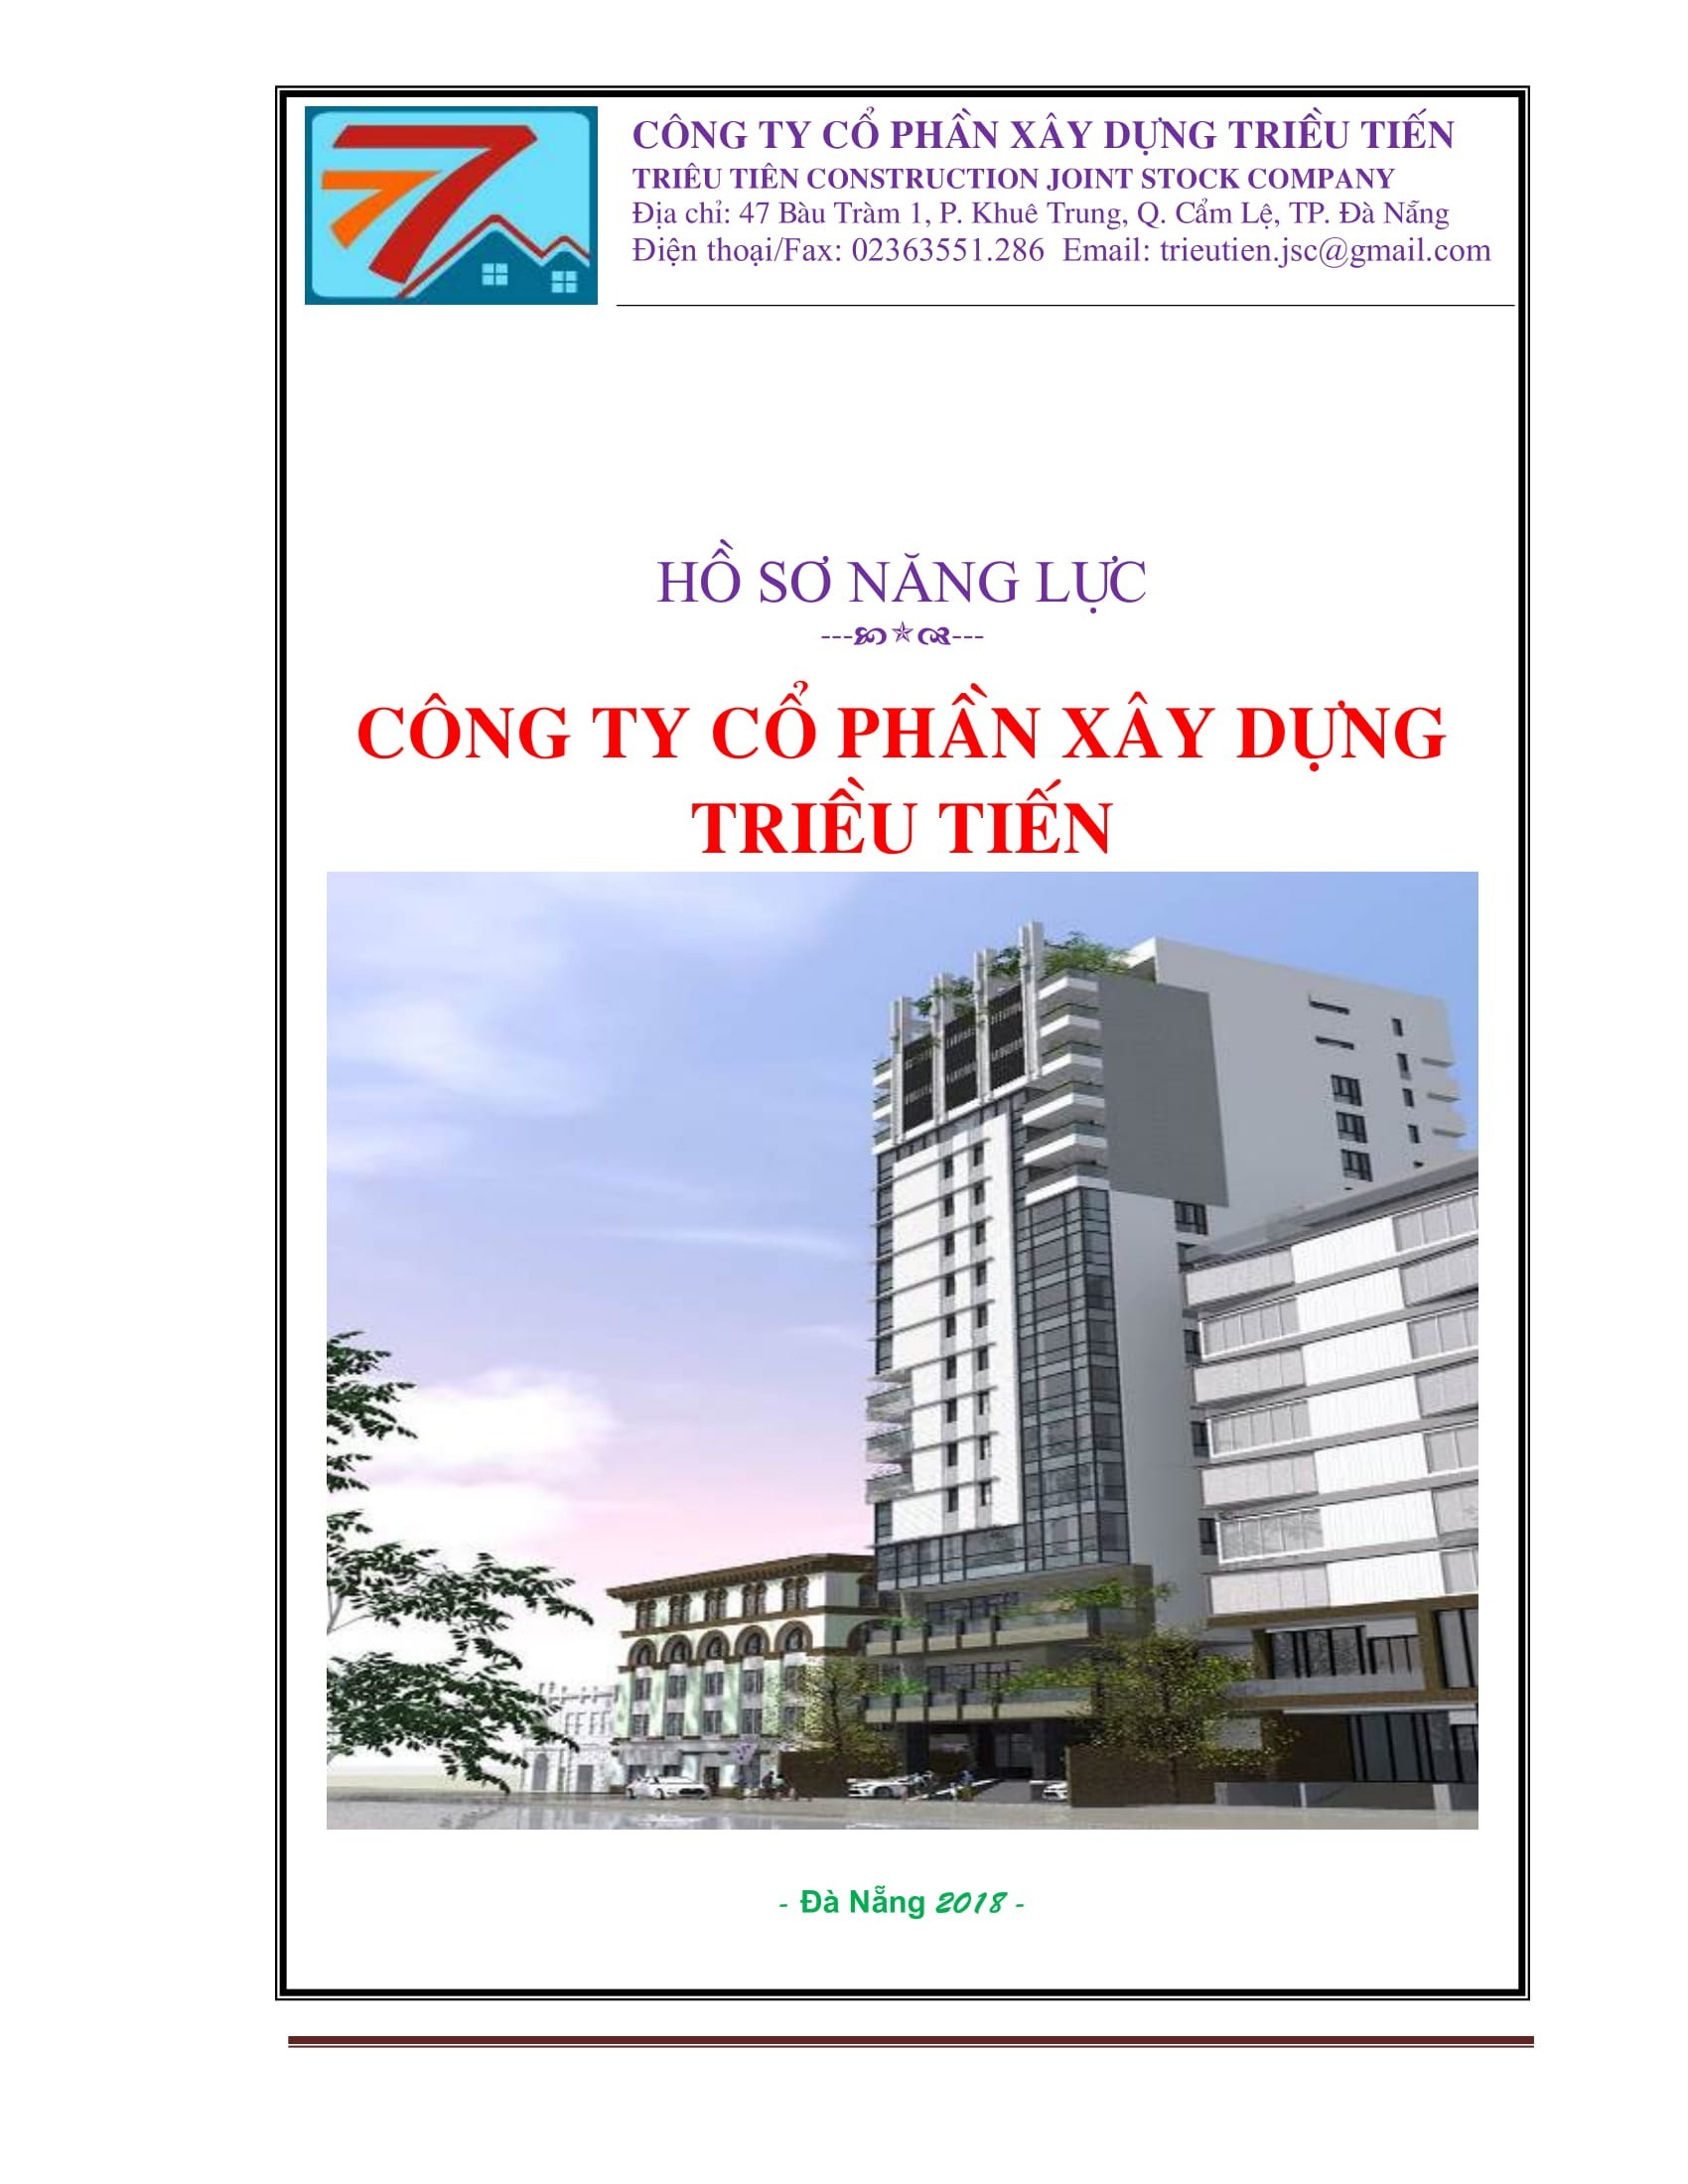 CÔNG TY CỔ PHẦN XÂY DỰNG TRIỀU TIẾN
TRIÊU TIÊN CONSTRUCTION JOINT STOCK COMPANY
Địa chỉ: 47 Bàu Tràm 1, P. Khuê Trung, Q. Cẩm Lệ, TP. Đà Nẵng
Điện thoại/Fax: 02363551.286 Email: trieutien.jsc@gmail.com
HỒ SƠ NĂNG LỰC
CÔNG TY CỔ PHẦN XÂY DỰNG
TRIỀU TIẾN
- Đà Nẵng 2018 -